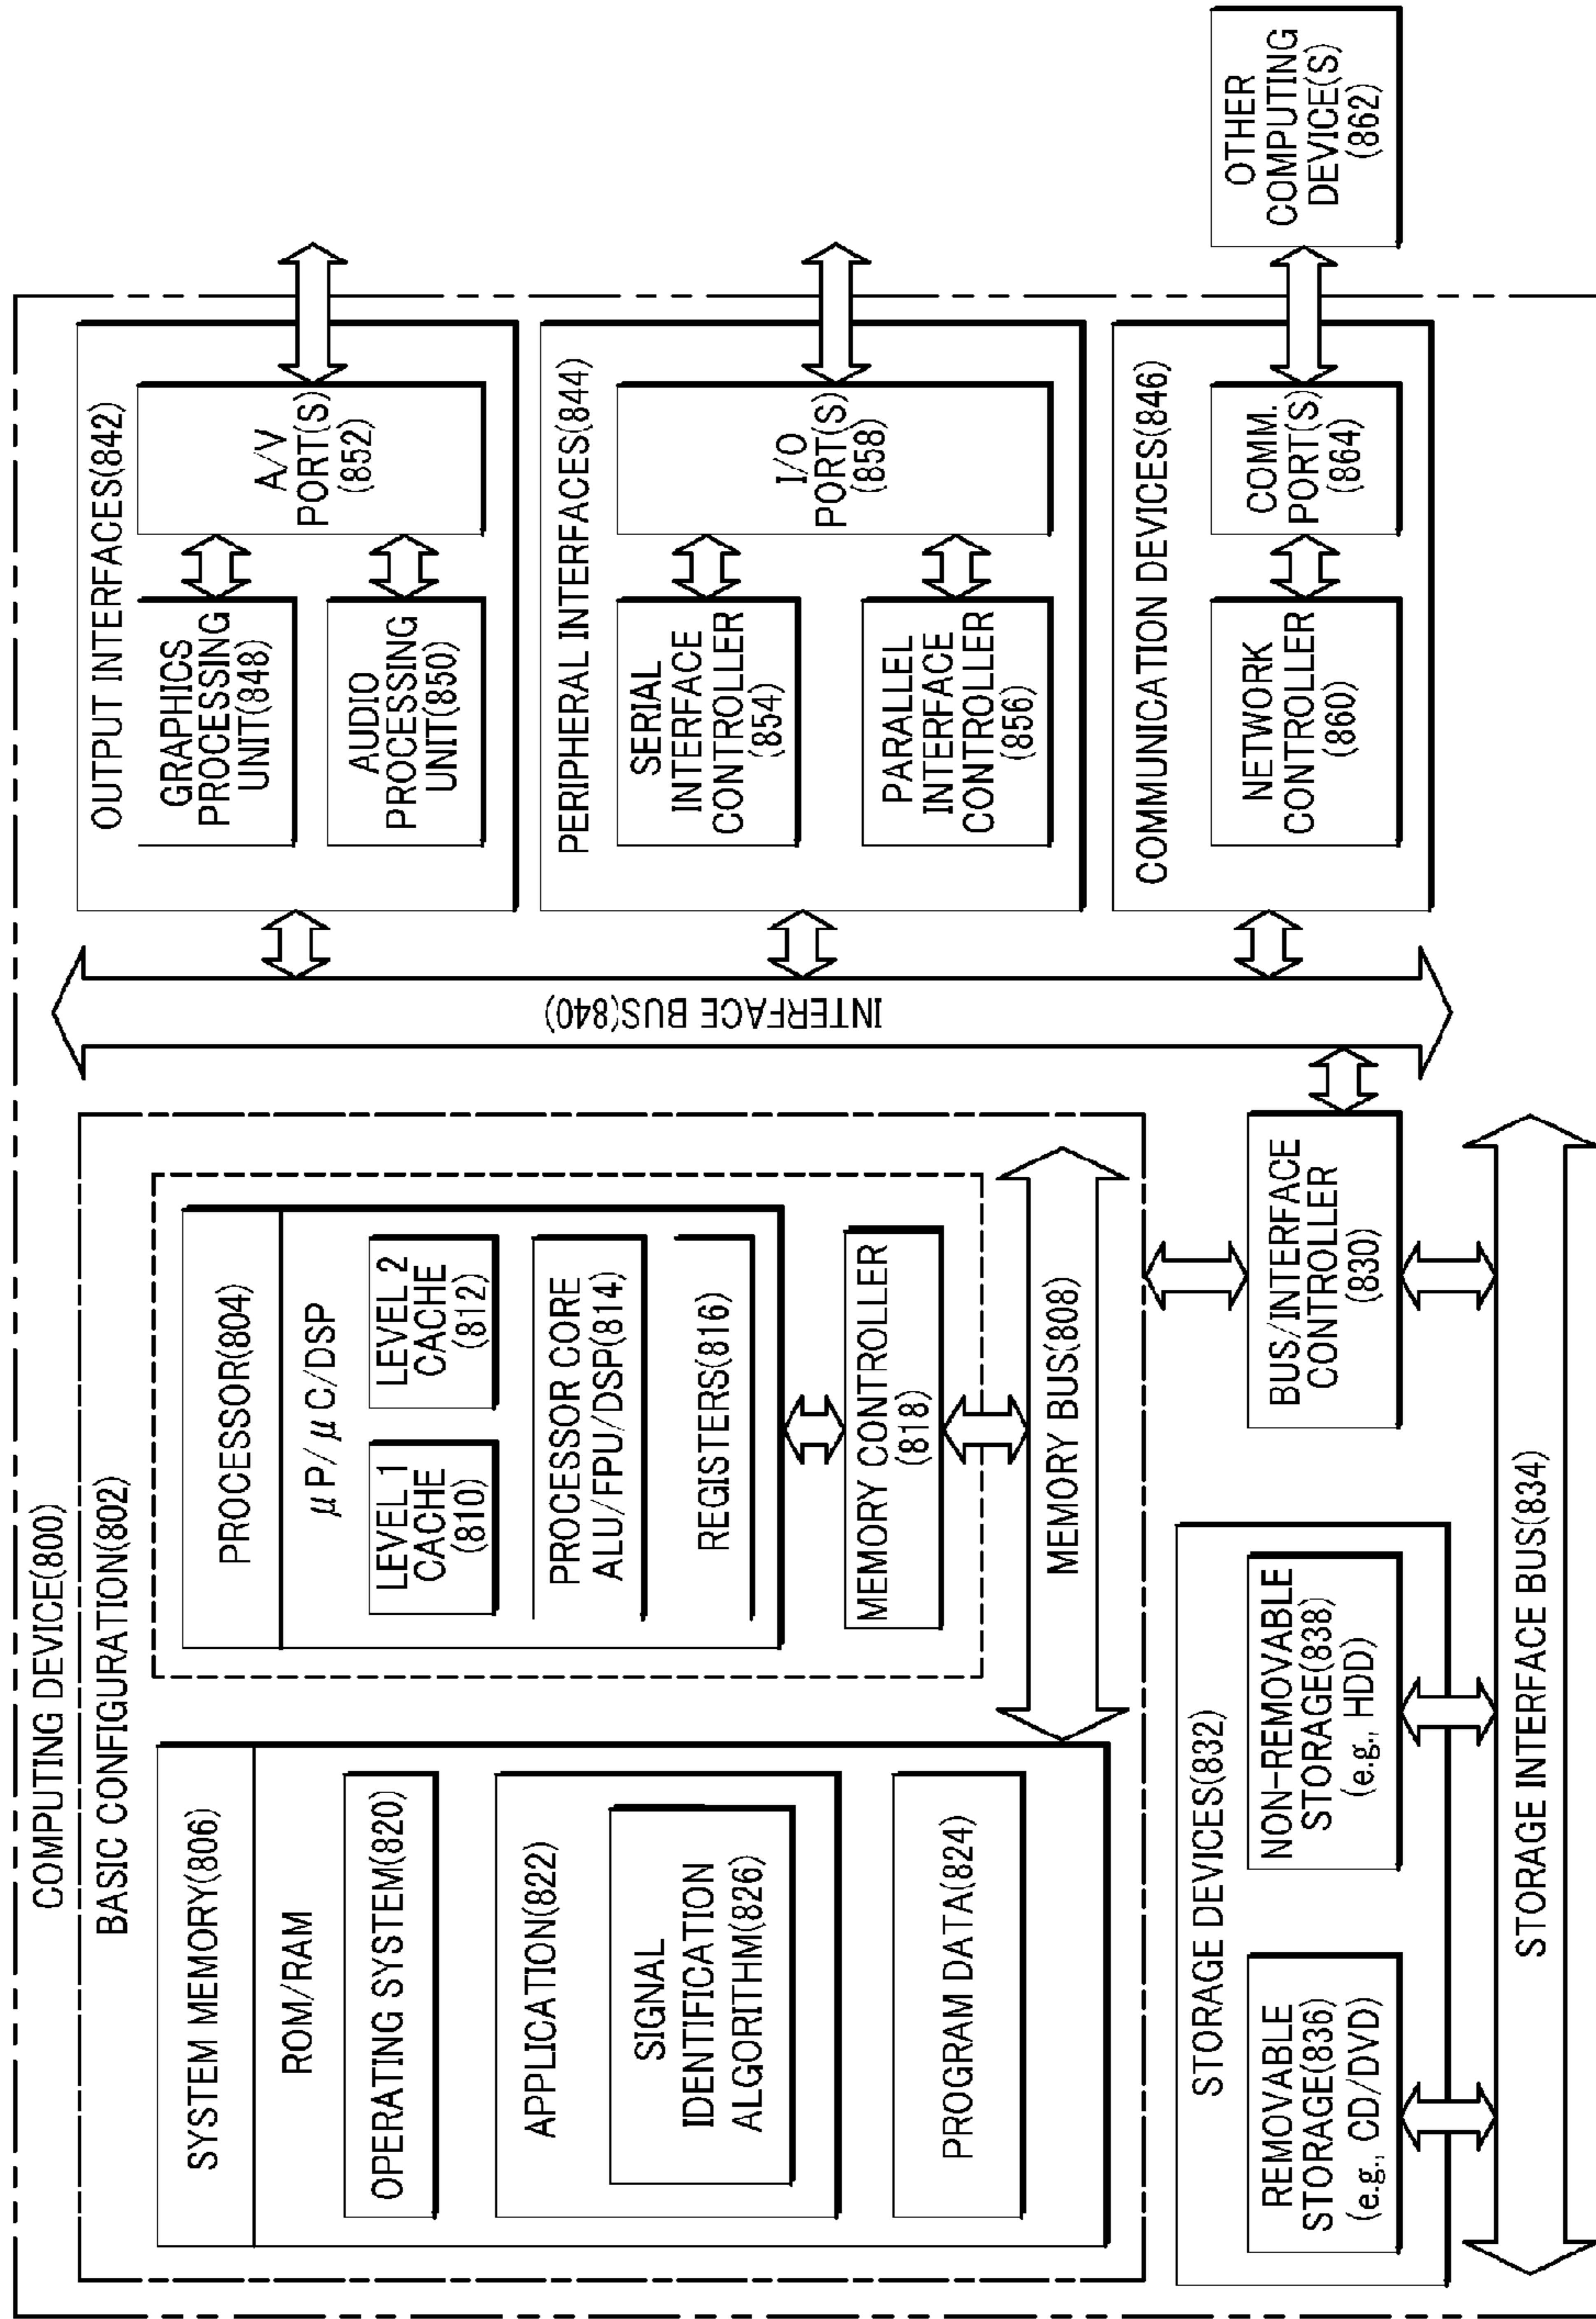 COMPUTING DEVICE(800)
BASIC CONFIGURATION(802)
SYSTEM MEMORY(806)
ROM/RAM
OPERATING SYSTEM(820)
APPLICATION(822)
SIGNAL
IDENTIFICATION
ALGORITHM(826)
PROGRAM DATA(824)
PROCESSOR(804)
μP/μC/DSP
LEVEL 1
CACHE
(810)
LEVEL 2
CACHE
(812)
PROCESSOR CORE
ALU/FPU/DSP(814)
REGISTERS(816)
MEMORY CONTROLLER
(818)
MEMORY BUS(808)
BUS/INTERFACE
CONTROLLER
(830)
STORAGE DEVICES(832)
REMOVABLE
STORAGE(836)
(e.g., CD/DVD)
NON-REMOVABLE
STORAGE(838)
(e.g., HDD)
STORAGE INTERFACE BUS(834)
INTERFACE BUS(840)
OUTPUT INTERFACES(842)
GRAPHICS
PROCESSING
UNIT(848)
AUDIO
PROCESSING
UNIT(850)
A/V
PORT(S)
(852)
PERIPHERAL INTERFACES(844)
SERIAL
INTERFACE
CONTROLLER
(854)
PARALLEL
INTERFACE
CONTROLLER
(856)
I/O
PORT(S)
(858)
COMMUNICATION DEVICES(846)
NETWORK
CONTROLLER
(860)
COMM.
PORT(S)
(864)
OTHER
COMPUTING
DEVICE(S)
(862)